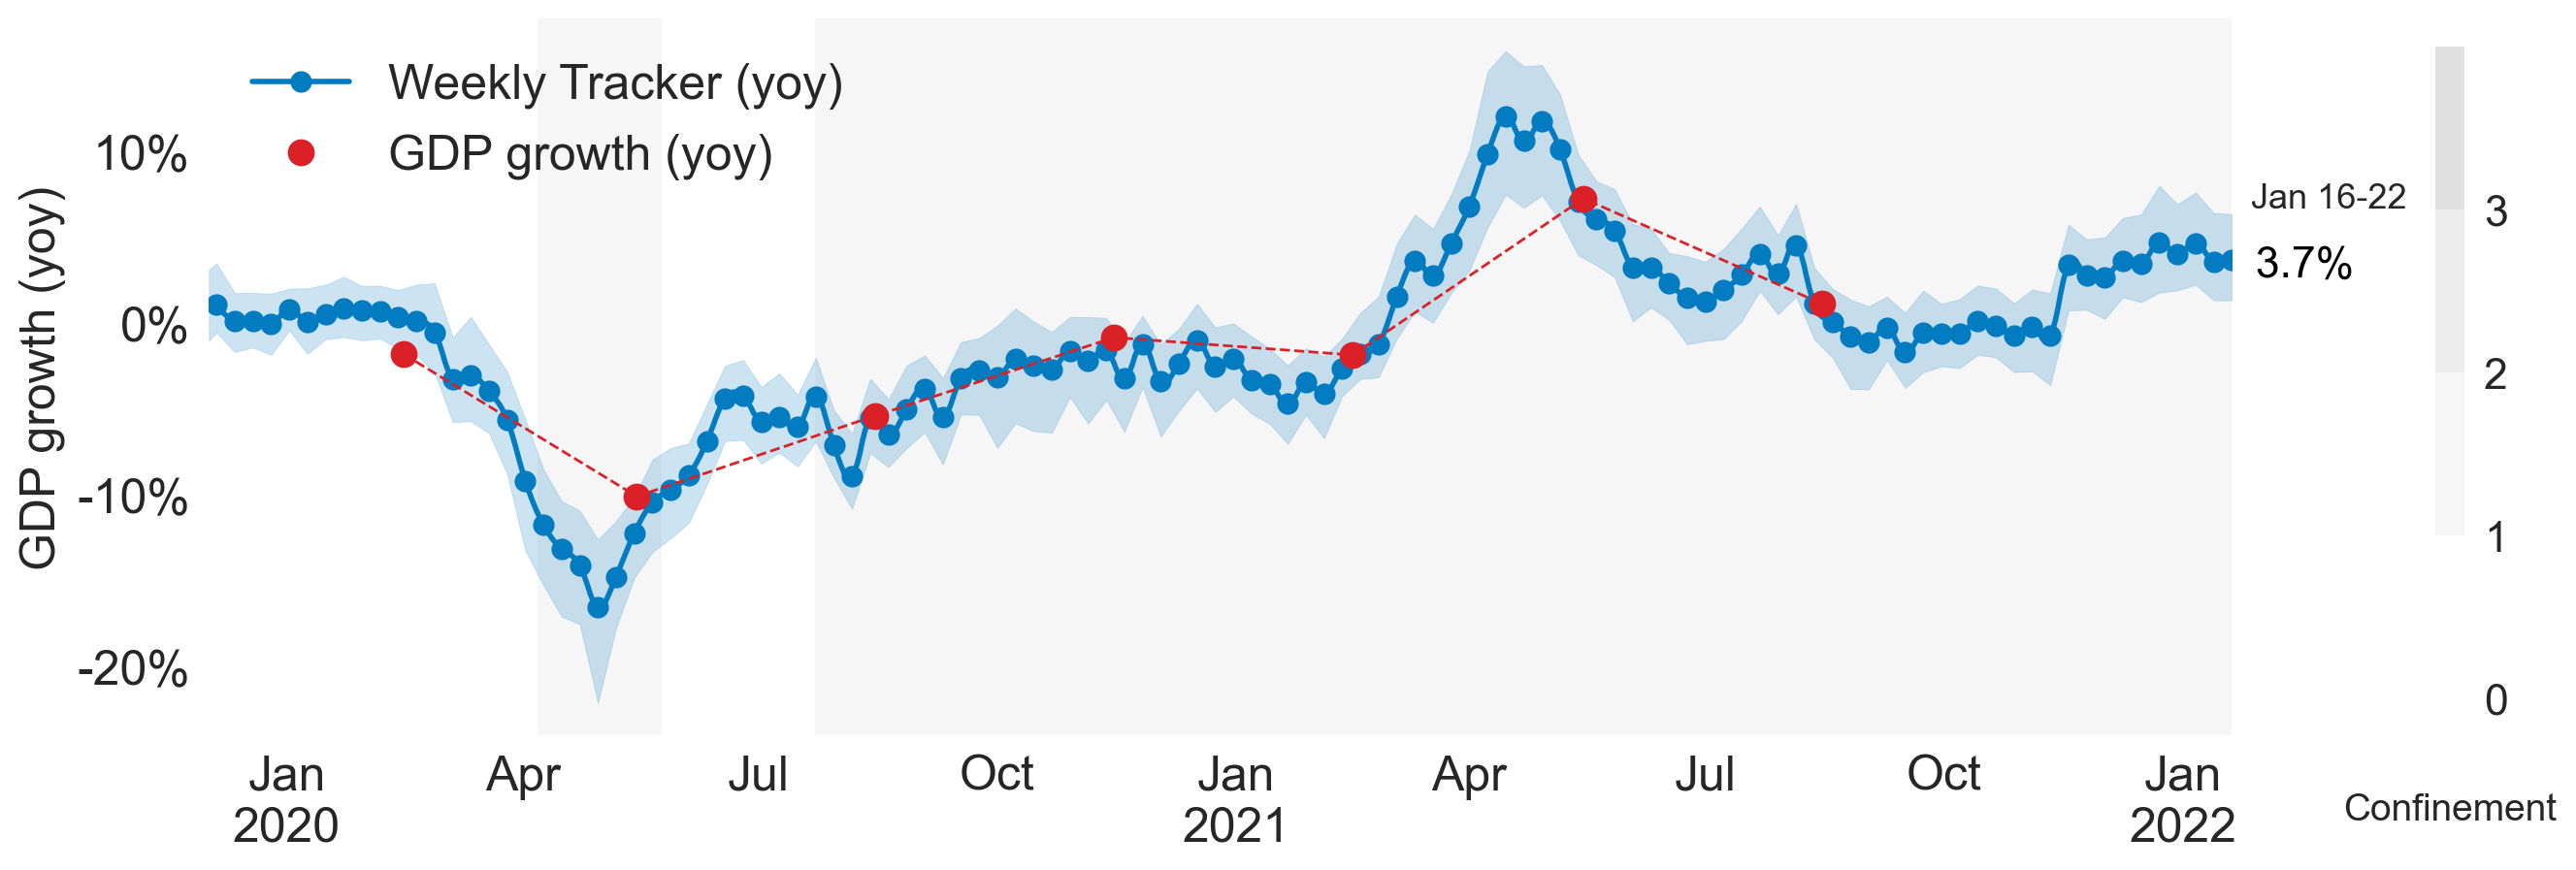 Weekly Tracker (yoy)
GDP growth (yoy)
GDP growth (yoy)
10%
0%
-10%
-20%
Jan
2020
Apr
Jul
Oct
Jan
2021
Apr
Jul
Oct
Jan
2022
Jan 16-22
3.7%
3
2
1
0
Confinement